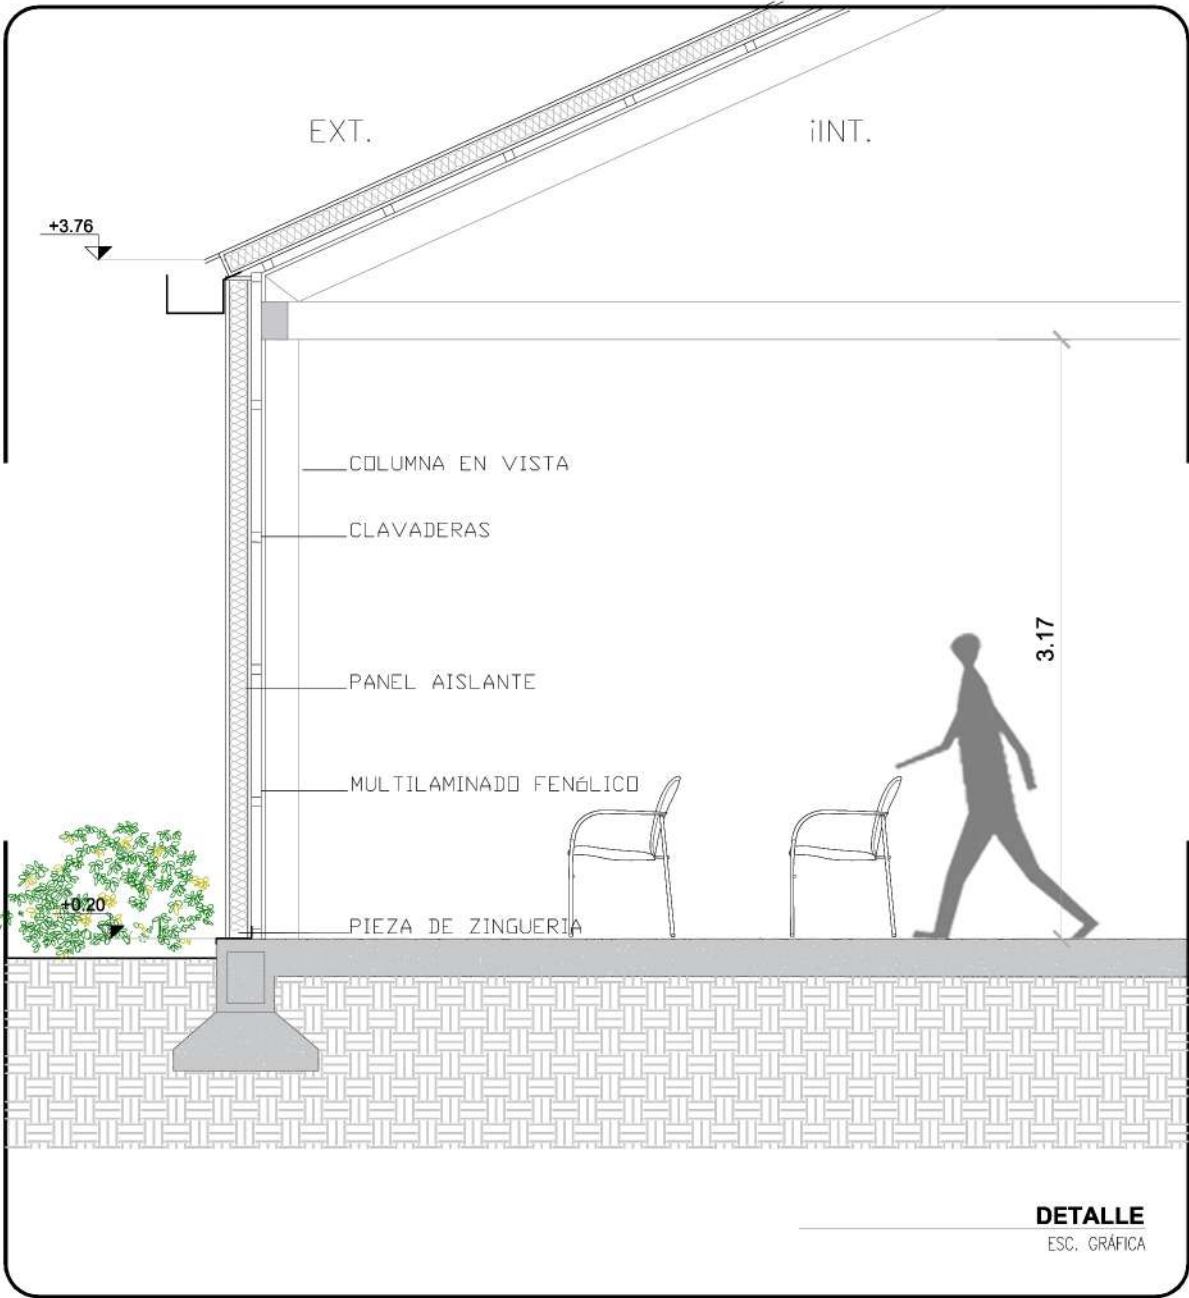 EXT.
iINT.
+3.76
COLUMNA EN VISTA
CLAVADERAS
3.17
PANEL AISLANTE
MULTILAMINADO FENóLICO
+0.20
PIEZA DE ZINGUERIA
DETALLE
ESC. GRÁFICA